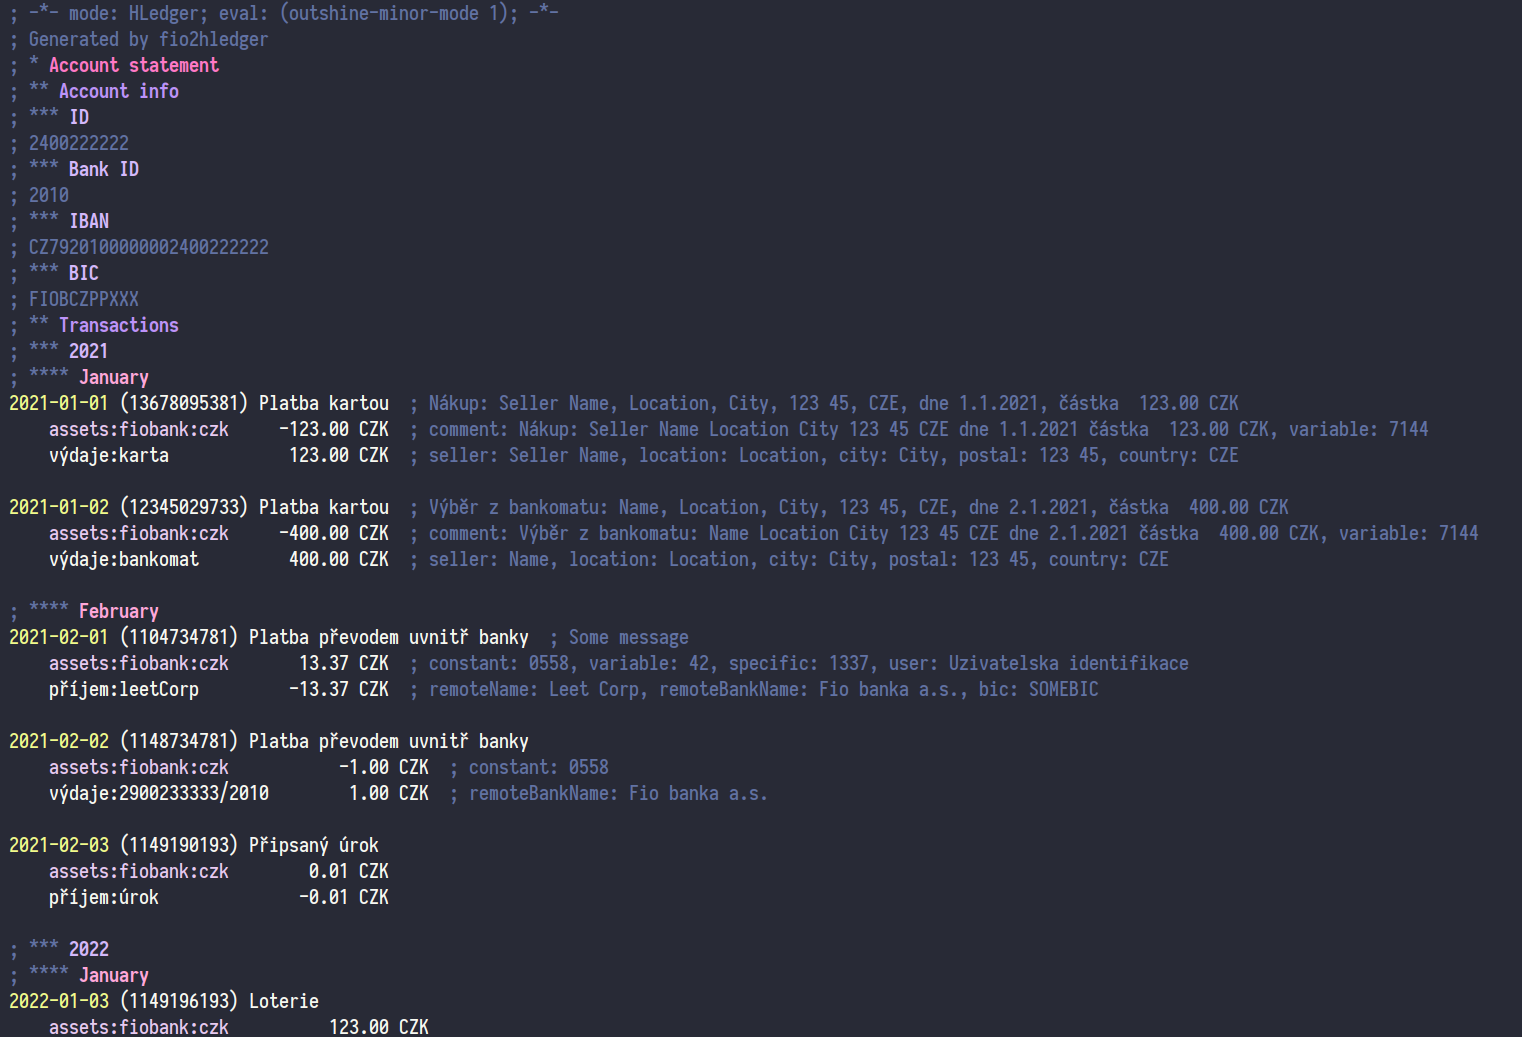 ; -*- mode: HLedger; eval: (outshine-minor-mode 1); -*-
; Generated by fio2hledger
; * Account statement
; ** Account info
; *** ID
; 2400222222
; *** Bank ID
; 2010
; *** IBAN
; CZ7920100000002400222222
; *** BIC
; FIOBCZPPXXX
; ** Transactions
; *** 2021
; **** January
2021-01-01 (13678095381) Platba kartou  ; Nákup: Seller Name, Location, City, 123 45, CZE, dne 1.1.2021, částka  123.00 CZK
    assets:fiobank:czk     -123.00 CZK  ; comment: Nákup: Seller Name Location City 123 45 CZE dne 1.1.2021 částka  123.00 CZK, variable: 7144
    výdaje:karta            123.00 CZK  ; seller: Seller Name, location: Location, city: City, postal: 123 45, country: CZE

2021-01-02 (12345029733) Platba kartou  ; Výběr z bankomatu: Name, Location, City, 123 45, CZE, dne 2.1.2021, částka  400.00 CZK
    assets:fiobank:czk     -400.00 CZK  ; comment: Výběr z bankomatu: Name Location City 123 45 CZE dne 2.1.2021 částka  400.00 CZK, variable: 7144
    výdaje:bankomat         400.00 CZK  ; seller: Name, location: Location, city: City, postal: 123 45, country: CZE

; **** February
2021-02-01 (1104734781) Platba převodem uvnitř banky  ; Some message
    assets:fiobank:czk       13.37 CZK  ; constant: 0558, variable: 42, specific: 1337, user: Uzivatelska identifikace
    příjem:leetCorp         -13.37 CZK  ; remoteName: Leet Corp, remoteBankName: Fio banka a.s., bic: SOMEBIC

2021-02-02 (1148734781) Platba převodem uvnitř banky
    assets:fiobank:czk           -1.00 CZK  ; constant: 0558
    výdaje:2900233333/2010        1.00 CZK  ; remoteBankName: Fio banka a.s.

2021-02-03 (1149190193) Připsaný úrok
    assets:fiobank:czk        0.01 CZK
    příjem:úrok              -0.01 CZK

; *** 2022
; **** January
2022-01-03 (1149196193) Loterie
    assets:fiobank:czk          123.00 CZK